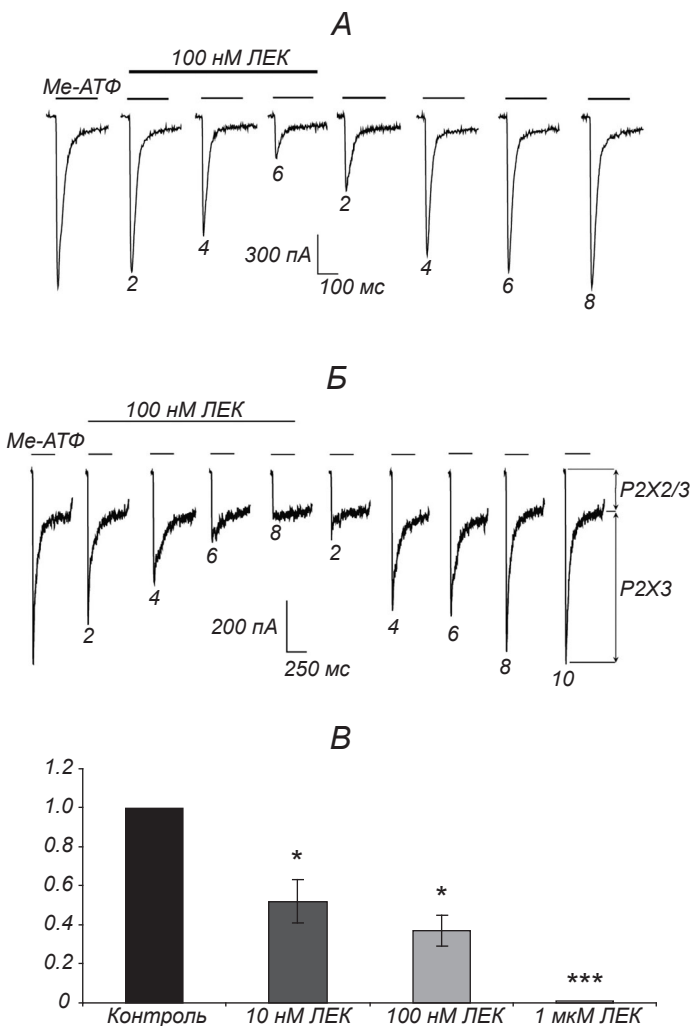 А
100 нМ ЛЕК
Ме-АТФ
2
4
6
2
4
6
8
300 пА
100 мс
Б
100 нМ ЛЕК
Ме-АТФ
2
4
6
8
2
4
6
8
10
P2X2/3
P2X3
200 пА
250 мс
В
1.2
1.0
0.8
0.6
0.4
0.2
0
*
*
***
Контроль
10 нМ ЛЕК
100 нМ ЛЕК
1 мкМ ЛЕК